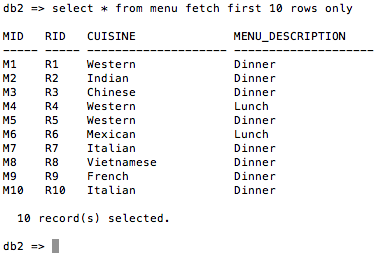 db2 => select * from menu fetch first 10 rows only
MID   RID   CUISINE              MENU_DESCRIPTION
----- ----- -------------------- --------------------
M1    R1    Western              Dinner
M2    R2    Indian               Dinner
M3    R3    Chinese              Dinner
M4    R4    Western              Lunch
M5    R5    Western              Dinner
M6    R6    Mexican              Lunch
M7    R7    Italian              Dinner
M8    R8    Vietnamese           Dinner
M9    R9    French               Dinner
M10   R10   Italian              Dinner
  10 record(s) selected.
db2 =>